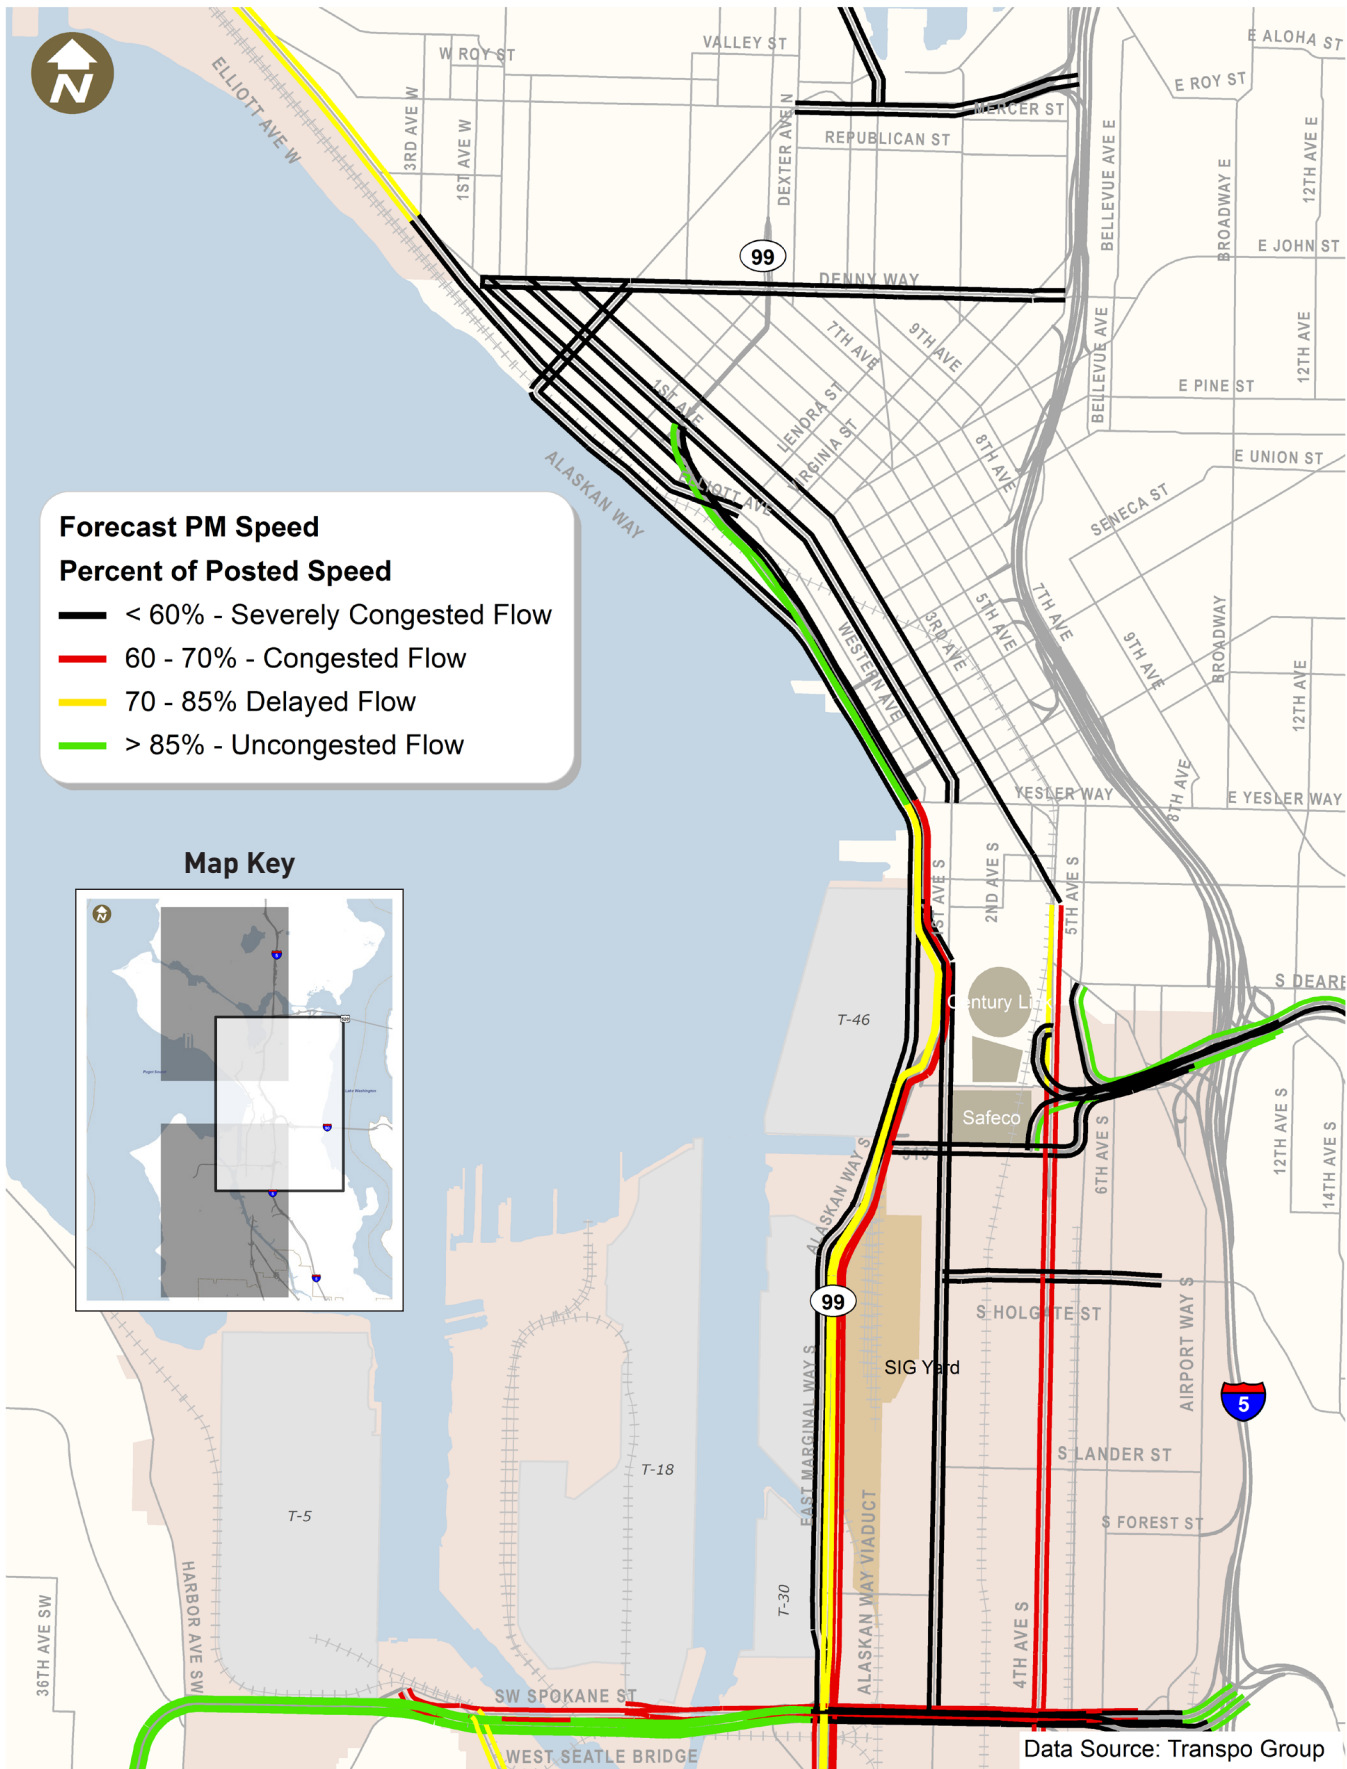 N
ELLIOTT AVE W
W ROY ST
3RD AVE W
1ST AVE W
VALLEY ST
DEXTER AVE N
MERCER ST
REPUBLICAN ST
E ALOHA ST
E ROY ST
BELLEVUE AVE E
BROADWAY E
12TH AVE E
E JOHN ST
99
DENNY WAY
7TH AVE
9TH AVE
BELLEVUE AVE
12TH AVE
E PINE ST
1ST AVE
LENORA ST
VIRGINIA ST
8TH AVE
E UNION ST
ALASKAN WAY
ELLIOTT AVE
SENECA ST
Forecast PM Speed
Percent of Posted Speed
< 60% - Severely Congested Flow
60 - 70% - Congested Flow
70 - 85% Delayed Flow
> 85% - Uncongested Flow
WESTERN AVE
3RD AVE
5TH AVE
7TH AVE
9TH AVE
BROADWAY
12TH AVE
YESLER WAY
8TH AVE
E YESLER WAY
Map Key
N
1ST AVE S
2ND AVE S
5TH AVE S
S DEARB
Century Link
T-46
Safeco
ALASKAN WAY S
6TH AVE S
12TH AVE S
14TH AVE S
99
S HOLGATE ST
AIRPORT WAY S
SIG Yard
5
EAST MARGINAL WAY S
S LANDER ST
T-18
T-5
S FOREST ST
ALASKAN WAY VIADUCT
T-30
36TH AVE SW
HARBOR AVE SW
4TH AVE S
SW SPOKANE ST
WEST SEATLE BRIDGE
Data Source: Transpo Group